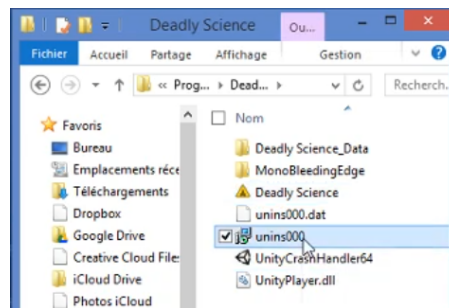 Deadly Science
Ou...
Fichier Accueil Partage Affichage Gestion
« Prog... Dead... Recherch
Favoris
Bureau
Emplacements réce
Téléchargements
Dropbox
Google Drive
Creative Cloud Files
iCloud Drive
Photos iCloud
Nom
Deadly Science_Data
MonoBleedingEdge
Deadly Science
unins000.dat
unins000
UnityCrashHandler64
UnityPlayer.dll